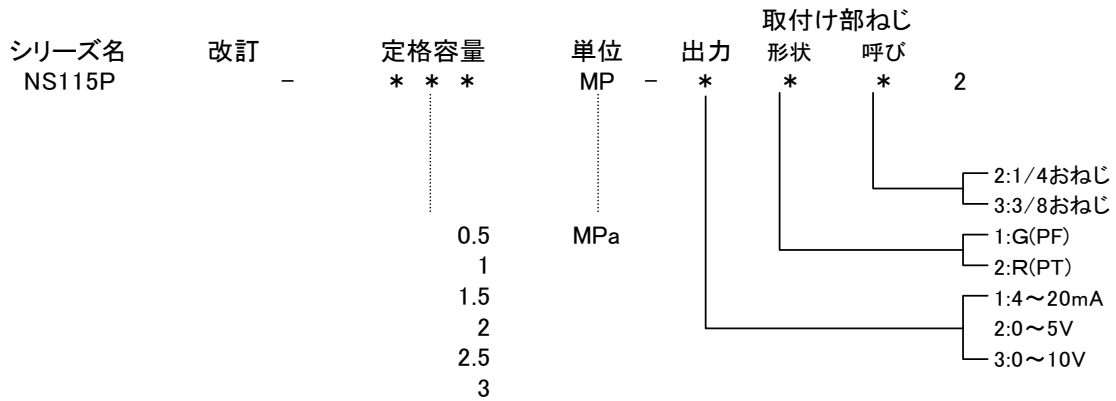 取付け部ねじ
シリーズ名 改訂 定格容量 単位 出力 形状 呼び
NS115P - * * * MP - * * * 2
2:1/4おねじ
3:3/8おねじ
0.5 MPa 1:G(PF)
1 2:R(PT)
1.5 1:4～20mA
2 2:0～5V
2.5 3:0～10V
3